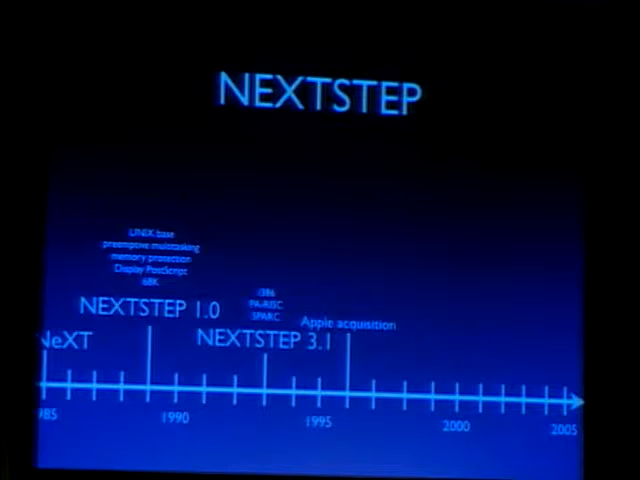 NEXTSTEP
UNIX base
preemptive multitasking
memory protection
Display PostScript
68K
i386
PA-RISC
SPARC
NEXTSTEP 1.0
Apple acquisition
NeXT
NEXTSTEP 3.1
985
1990
1995
2000
2005